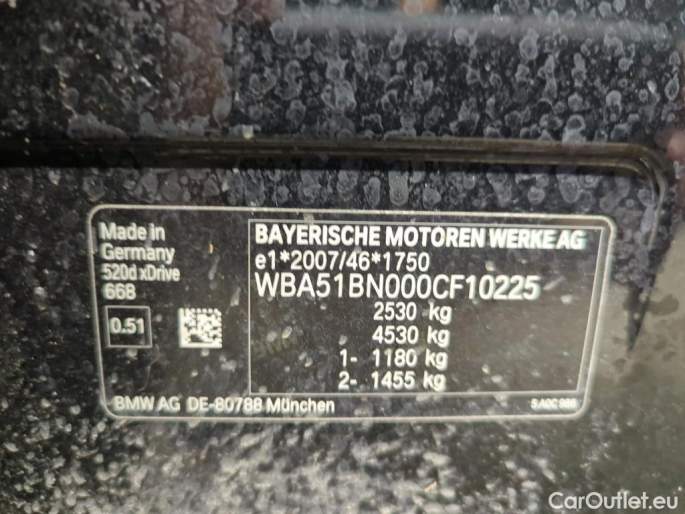 Made in
Germany
520d xDrive
668
0.51
BAYERISCHE MOTOREN WERKE AG
e1*2007/46*1750
WBA51BN000CF10225
2530 kg
4530 kg
1- 1180 kg
2- 1455 kg
BMW AG DE-80788 München
CarOutlet.eu